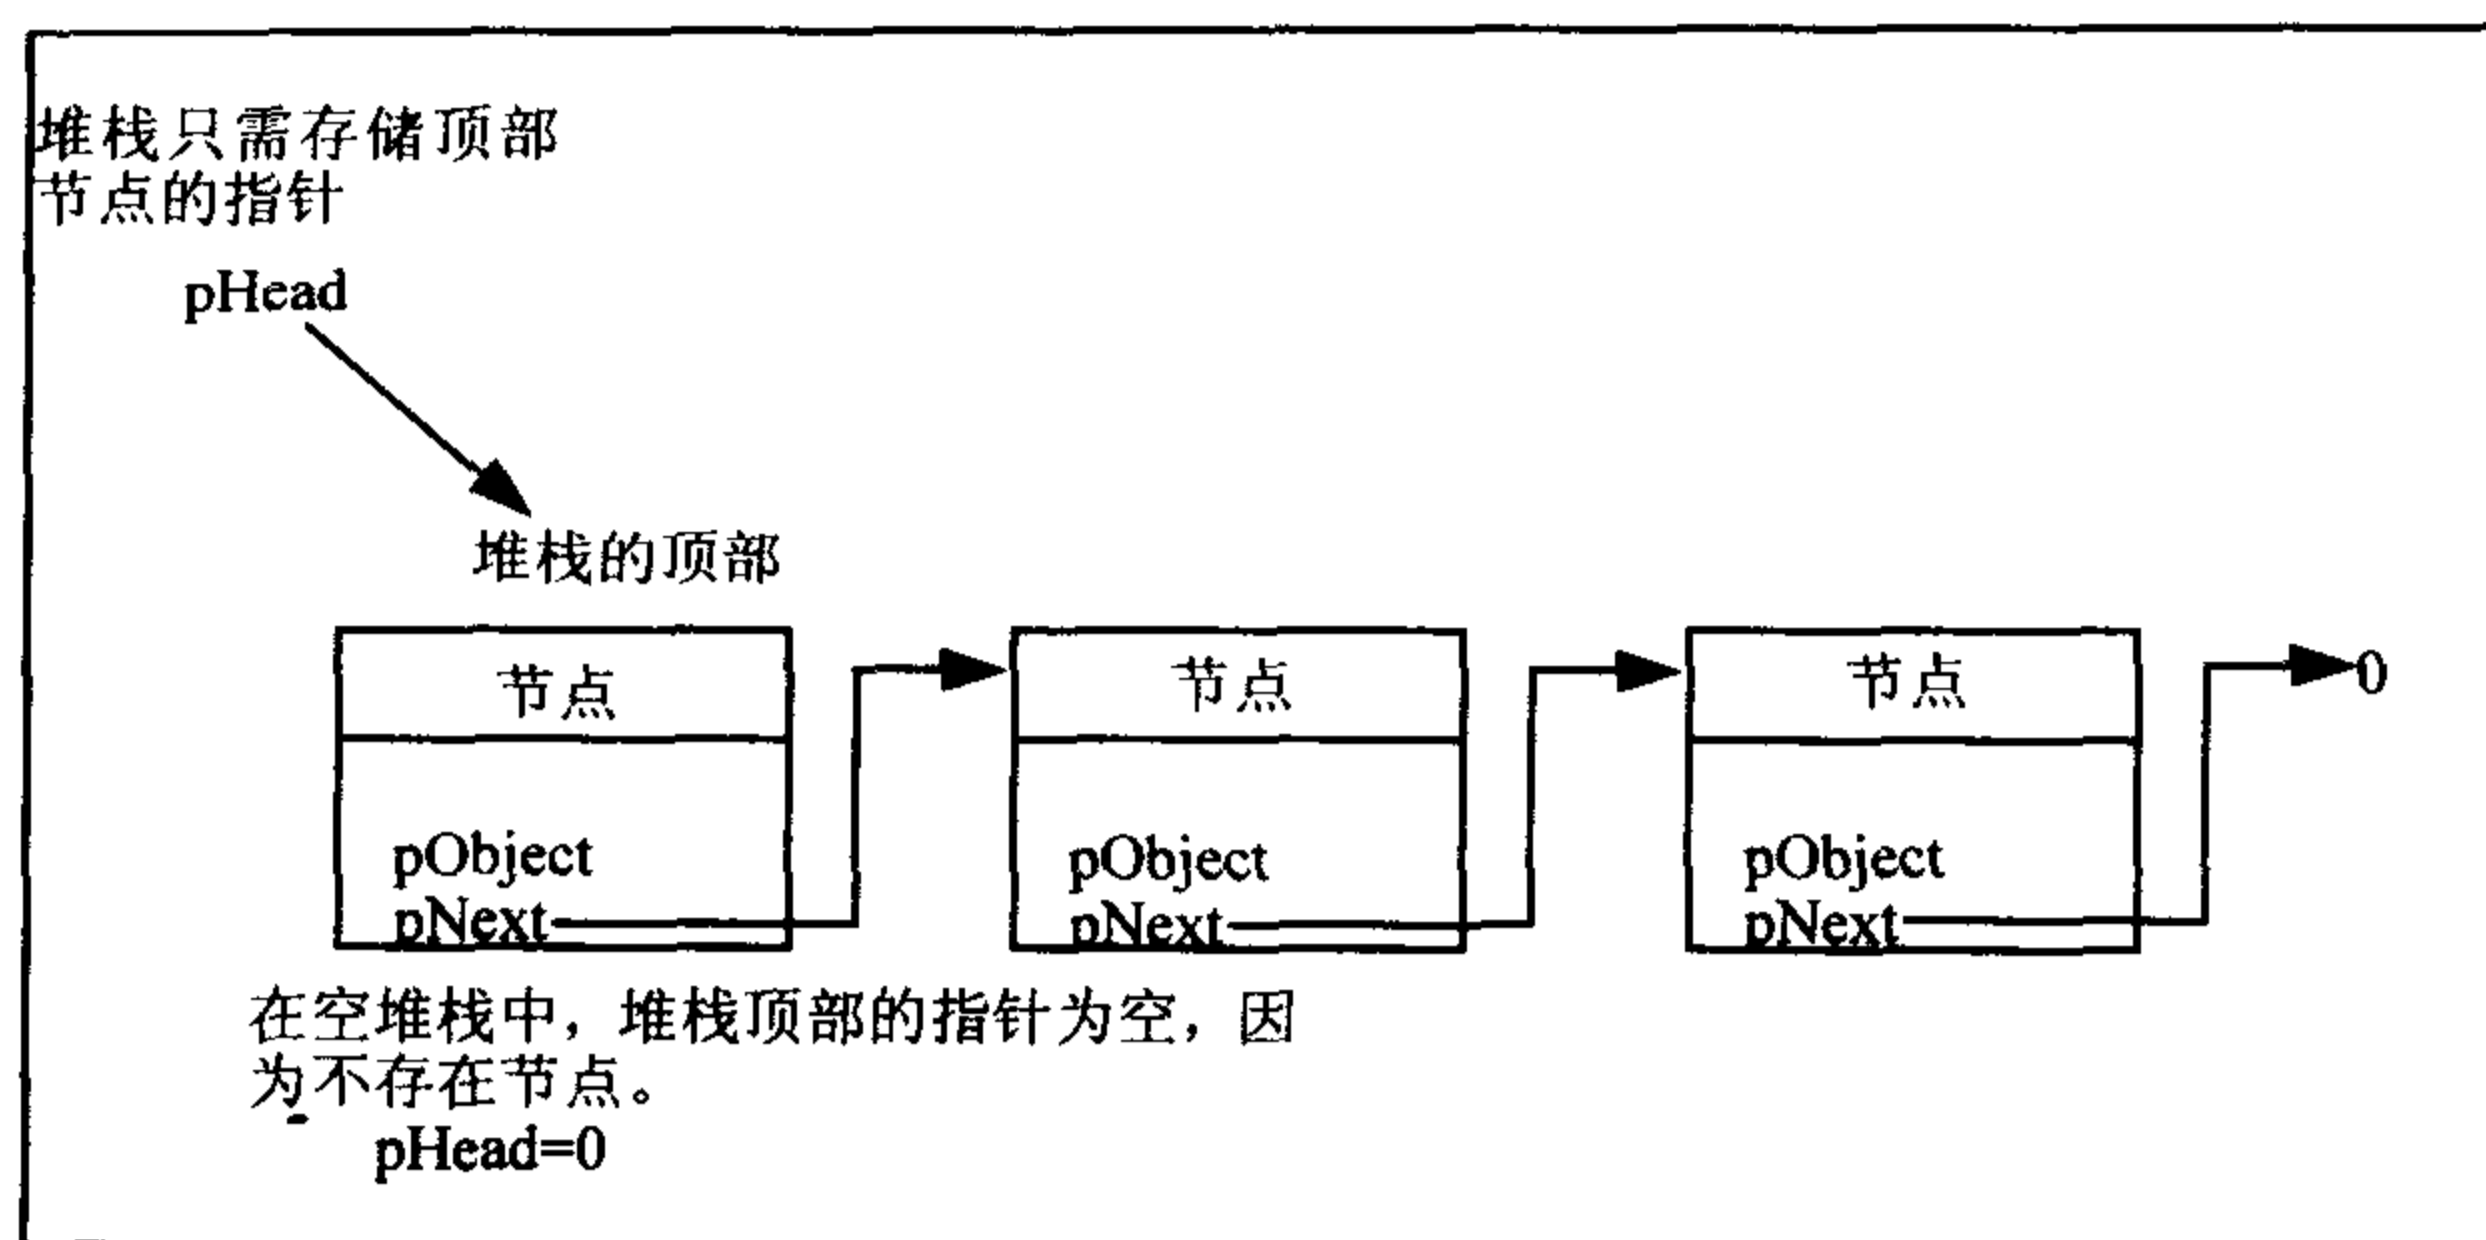 堆栈只需存储顶部
节点的指针
pHead
堆栈的顶部
节点
节点
节点
0
pObject
pObject
pObject
pNext
pNext
pNext
在空堆栈中，堆栈顶部的指针为空，因
为不存在节点。
pHead=0